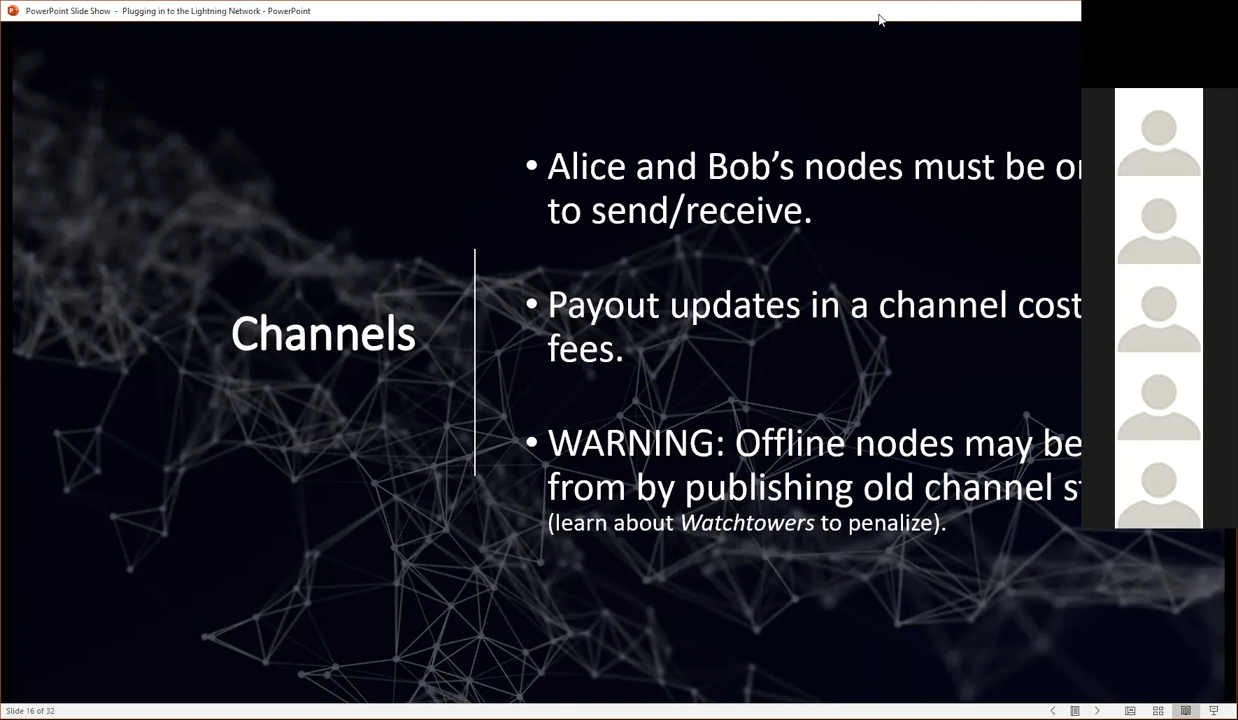 PowerPoint Slide Show - Plugging in to the Lightning Network - PowerPoint
• Alice and Bob's nodes must be
to send/receive.
• Payout updates in a channel cost
fees.
Channels
• WARNING: Offline nodes may be
from by publishing old channel
(learn about Watchtowers to penalize).
Slide 16 of 32